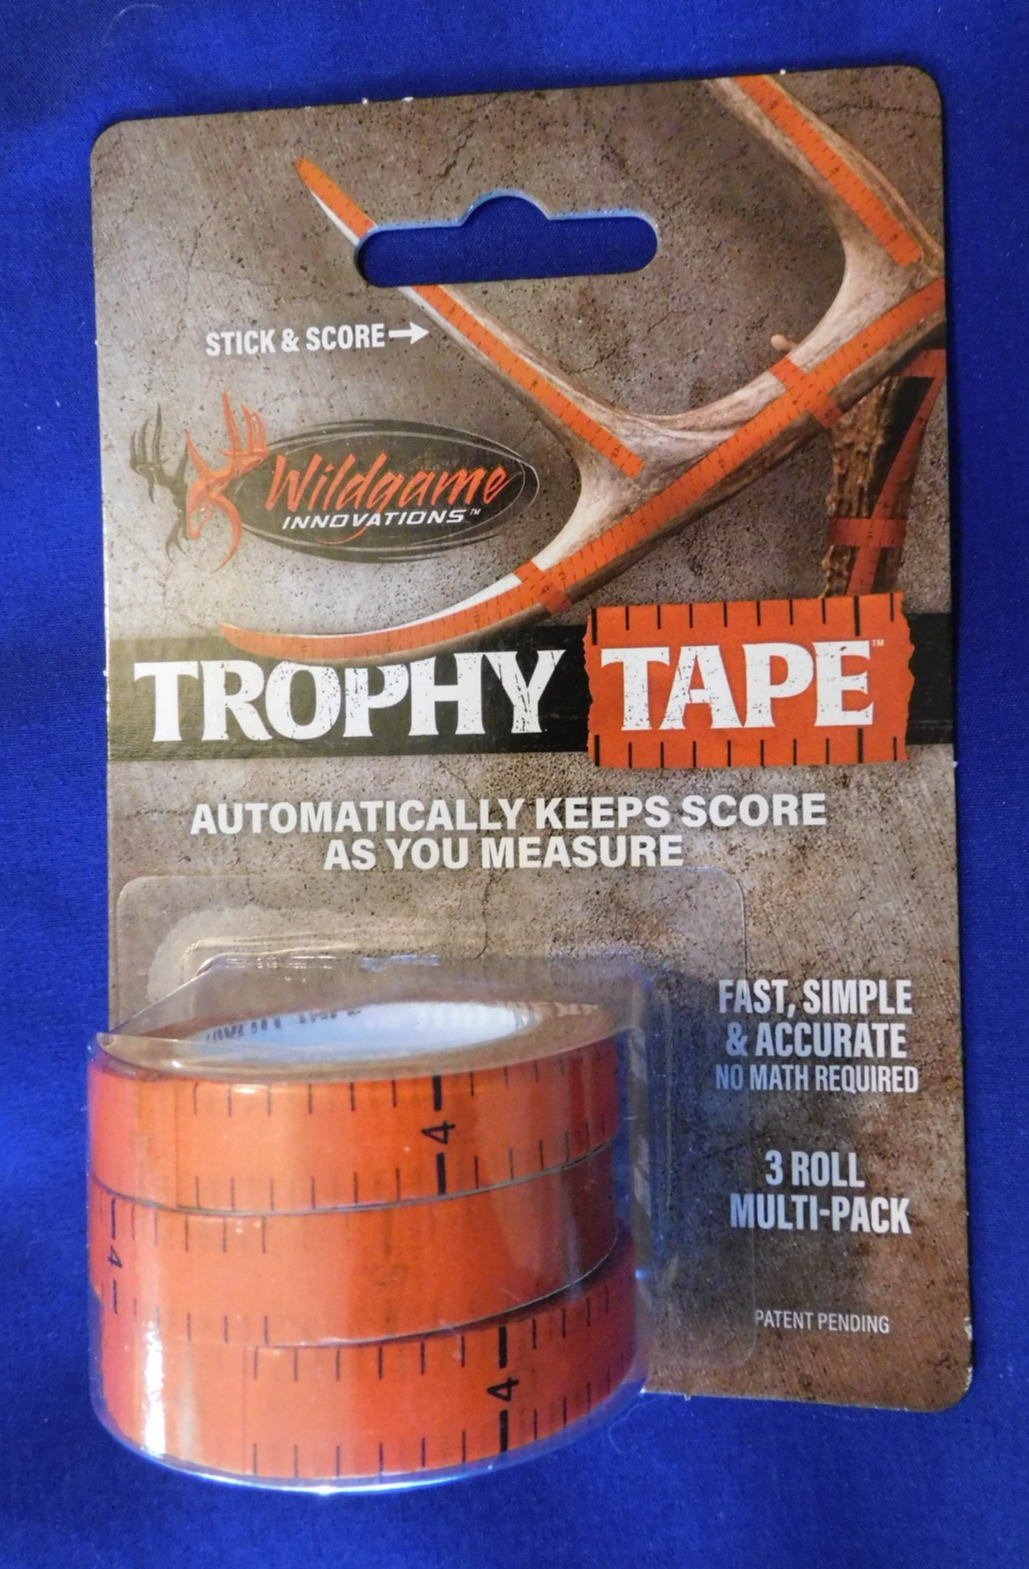 STICK & SCORE
Wildgame
INNOVATIONS™
TROPHY TAPE™
AUTOMATICALLY KEEPS SCORE
AS YOU MEASURE
FAST, SIMPLE
& ACCURATE
NO MATH REQUIRED
3 ROLL
MULTI-PACK
PATENT PENDING
4
4
4